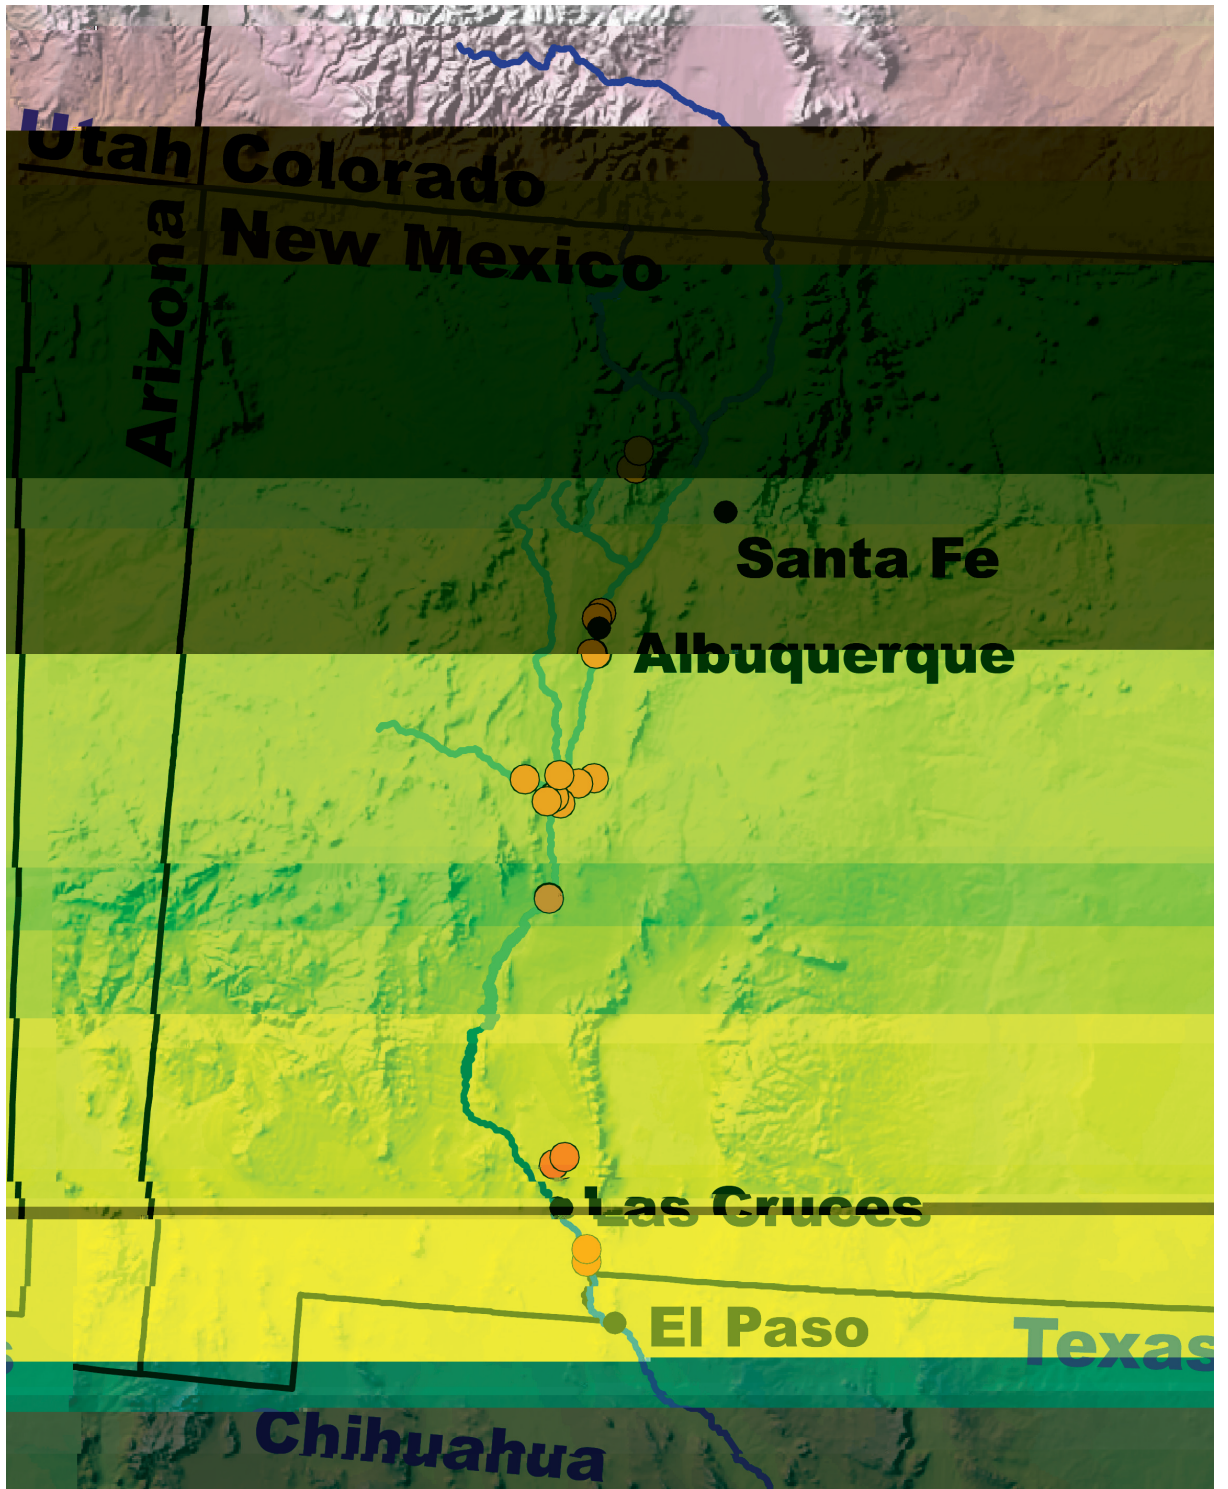 Utah Colorado
Arizona
New Mexico
Santa Fe
Albuquerque
Las Cruces
El Paso
Texas
Chihuahua